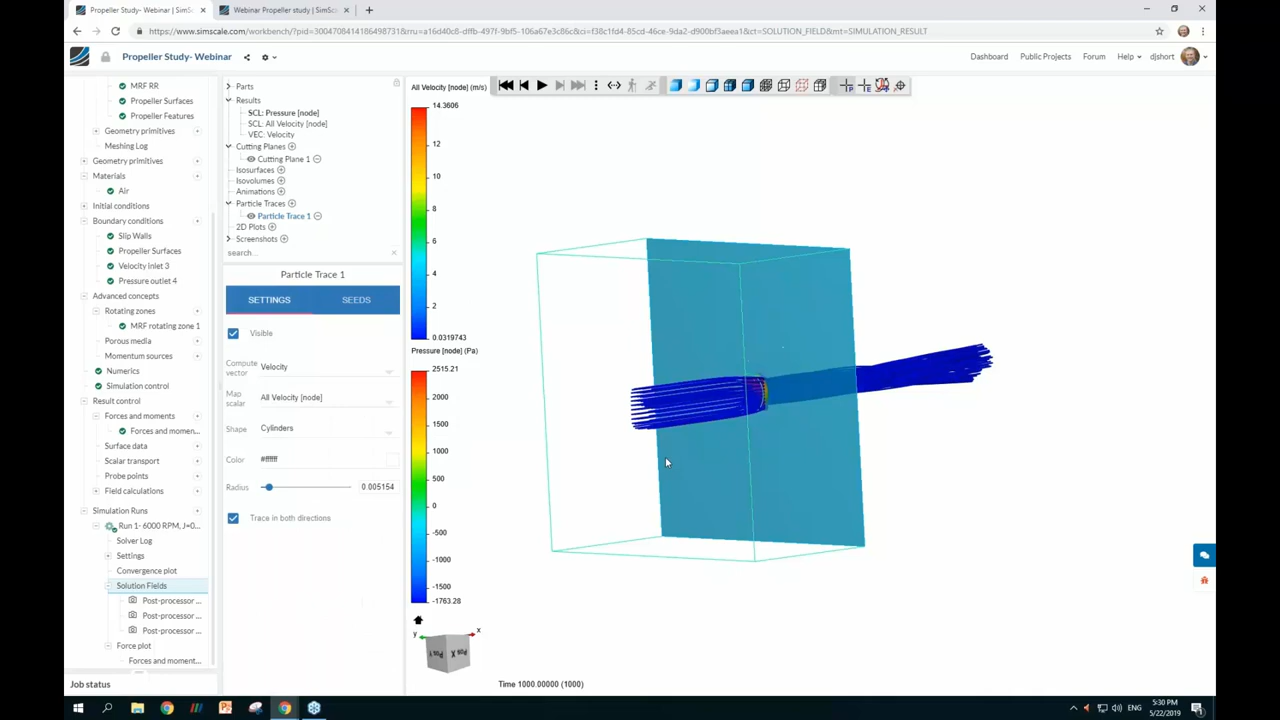 Propeller Study- Webinar | SimSc
Webinar Propeller study | SimSc
https://www.simscale.com/workbench/?pid=3004708414186498731&rru=a16d40c8-dffb-497f-9bf5-106a67e3c86c&ci=f38c1fd4-85cd-46ce-9da2-d900bf3aeea1&ct=SOLUTION_FIELD&mt=SIMULATION_RESULT
Propeller Study- Webinar
Dashboard
Public Projects
Forum
Help
djshort
MRF RR
Propeller Surfaces
Propeller Features
Geometry primitives
Meshing Log
Geometry primitives
Materials
Air
Initial conditions
Boundary conditions
Slip Walls
Propeller Surfaces
Velocity inlet 3
Pressure outlet 4
Advanced concepts
Rotating zones
MRF rotating zone 1
Porous media
Momentum sources
Numerics
Simulation control
Result control
Forces and moments
Forces and momen...
Surface data
Scalar transport
Probe points
Field calculations
Simulation Runs
Run 1- 6000 RPM, J=0...
Solver Log
Settings
Convergence plot
Solution Fields
Post-processor ...
Post-processor ...
Post-processor ...
Force plot
Forces and moment...
Job status
Parts
Results
SCL: Pressure [node]
SCL: All Velocity [node]
VEC: Velocity
Cutting Planes
Cutting Plane 1
Isosurfaces
Isovolumes
Animations
Particle Traces
Particle Trace 1
2D Plots
Screenshots
search...
Particle Trace 1
SETTINGS
SEEDS
Visible
Compute vector
Velocity
Map scalar
All Velocity [node]
Shape
Cylinders
Color
#ffffff
Radius
0.005154
Trace in both directions
All Velocity [node] (m/s)
14.3606
12
10
8
6
4
2
0.0319743
Pressure [node] (Pa)
2515.21
2000
1500
1000
500
0
-500
-1000
-1500
-1763.28
y
x
POS X
Time 1000.00000 (1000)
ENG
5:30 PM
5/22/2019